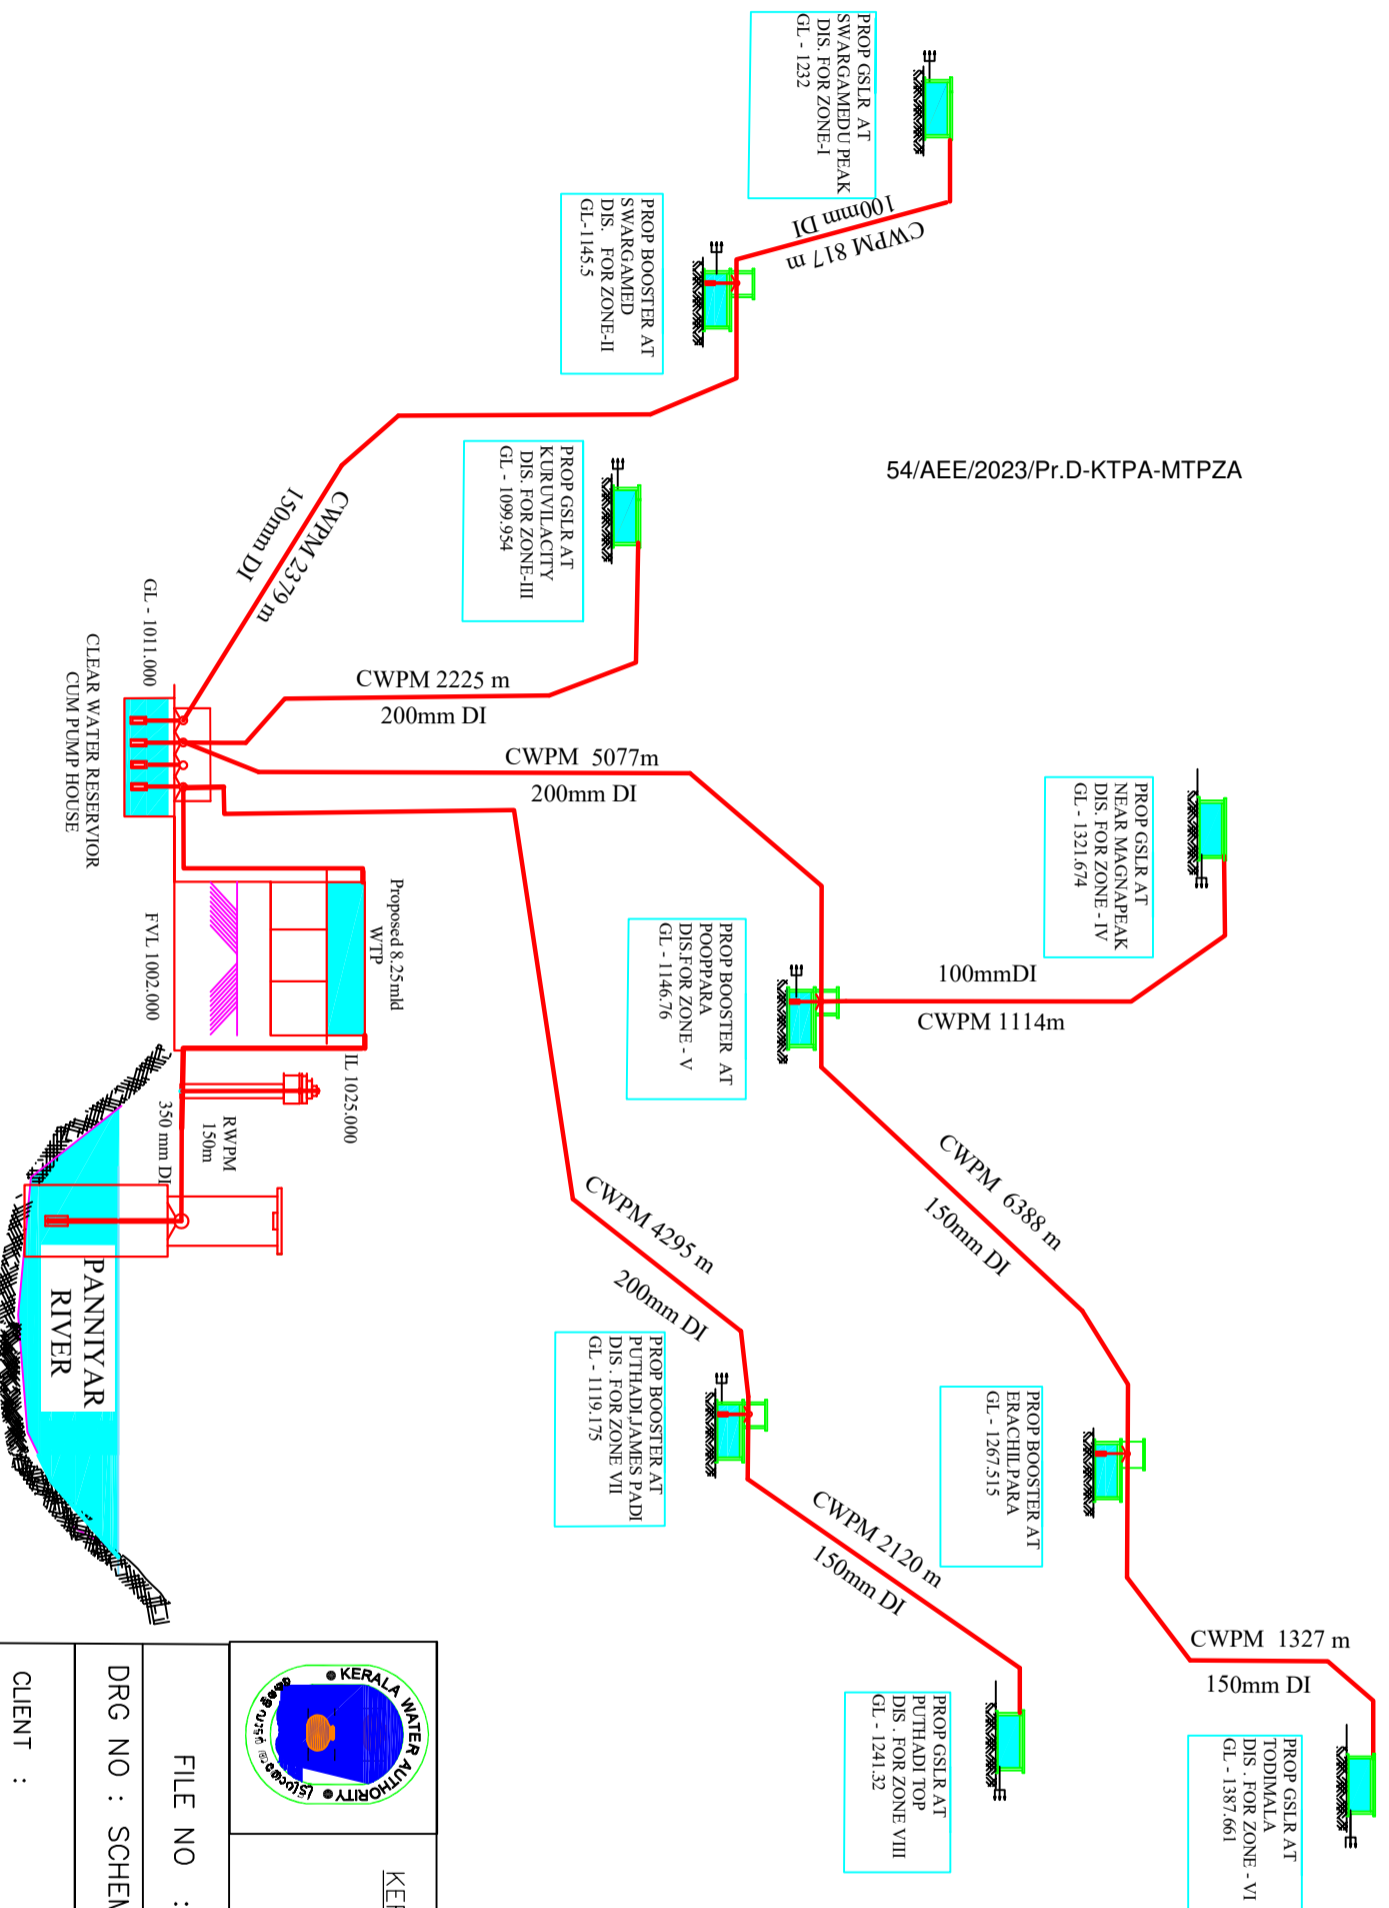 54/AEE/2023/Pr.D-KTPA-MTPZA
PROP GSLR AT
SWARGAMEDU PEAK
DIS. FOR ZONE-I
GL - 1232
CWPM 817 m
100mm DI
PROP BOOSTER AT
SWARGAMED
DIS. FOR ZONE-II
GL-1145.5
CWPM 2379 m
150mm DI
PROP GSLR AT
KURUVILACITY
DIS. FOR ZONE-III
GL - 1099.954
CWPM 2225 m
200mm DI
CWPM 5077m
200mm DI
PROP GSLR AT
NEAR MAGNAPEAK
DIS. FOR ZONE - IV
GL - 1321.674
100mmDI
CWPM 1114m
PROP BOOSTER AT
POOPPARA
DIS.FOR ZONE - V
GL - 1146.76
CWPM 6388 m
150mm DI
PROP BOOSTER AT
ERACHILPARA
GL - 1267.515
CWPM 1327 m
150mm DI
PROP GSLR AT
TODIMALA
DIS . FOR ZONE - VI
GL - 1387.661
CWPM 4295 m
200mm DI
PROP BOOSTER AT
PUTHADI,JAMES PADI
DIS . FOR ZONE VII
GL - 1119.175
CWPM 2120 m
150mm DI
PROP GSLR AT
PUTHADI TOP
DIS . FOR ZONE VIII
GL - 1241.32
GL - 1011.000
CLEAR WATER RESERVIOR
CUM PUMP HOUSE
Proposed 8.25mld
WTP
FVL 1002.000
IL 1025.000
RWPM
150m
350 mm DI
PANNIYAR
RIVER
KERALA WATER AUTHORITY
KER
FILE NO :
DRG NO : SCHEM
CLIENT :